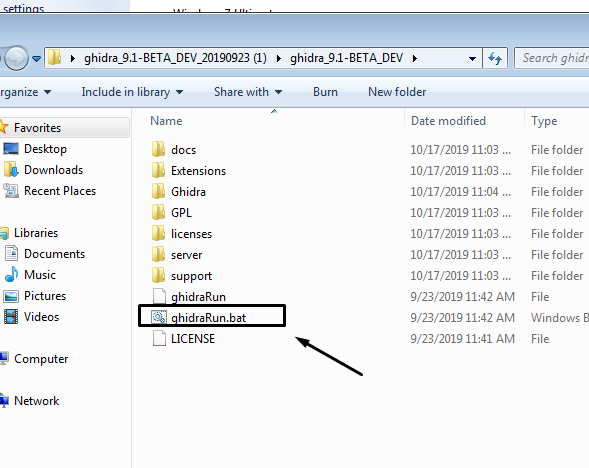 settings
ghidra_9.1-BETA_DEV_20190923 (1) ghidra_9.1-BETA_DEV Search ghidr
rganize Include in library Share with Burn New folder
Name Date modified Type
Favorites
Desktop
Downloads
Recent Places
Libraries
Documents
Music
Pictures
Videos
Computer
Network
docs 10/17/2019 11:03 ... File folder
Extensions 10/17/2019 11:03 ... File folder
Ghidra 10/17/2019 11:04 ... File folder
GPL 10/17/2019 11:03 ... File folder
licenses 10/17/2019 11:03 ... File folder
server 10/17/2019 11:03 ... File folder
support 10/17/2019 11:03 ... File folder
ghidraRun 9/23/2019 11:42 AM File
ghidraRun.bat 9/23/2019 11:42 AM Windows B
LICENSE 9/23/2019 11:41 AM File